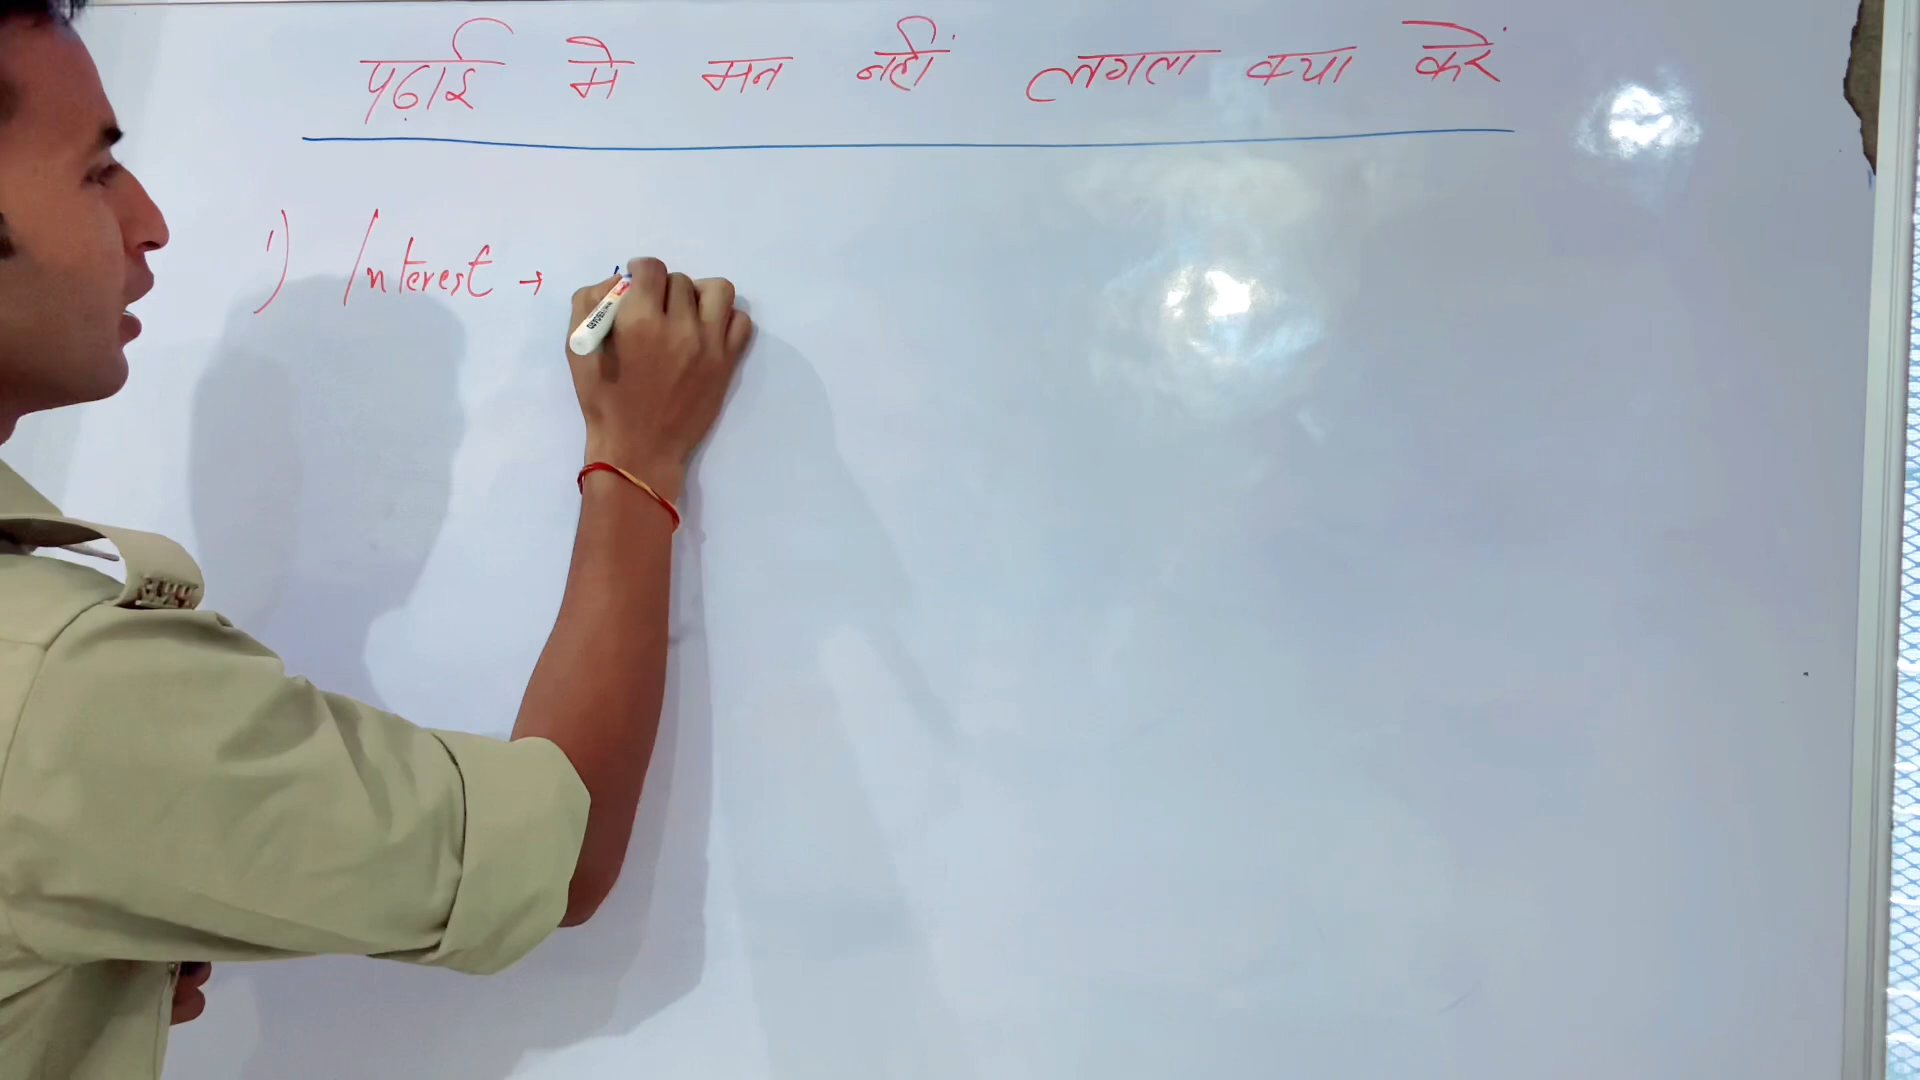 पढ़ाई मे मन नहीं लगता क्या करें
1) Interest →